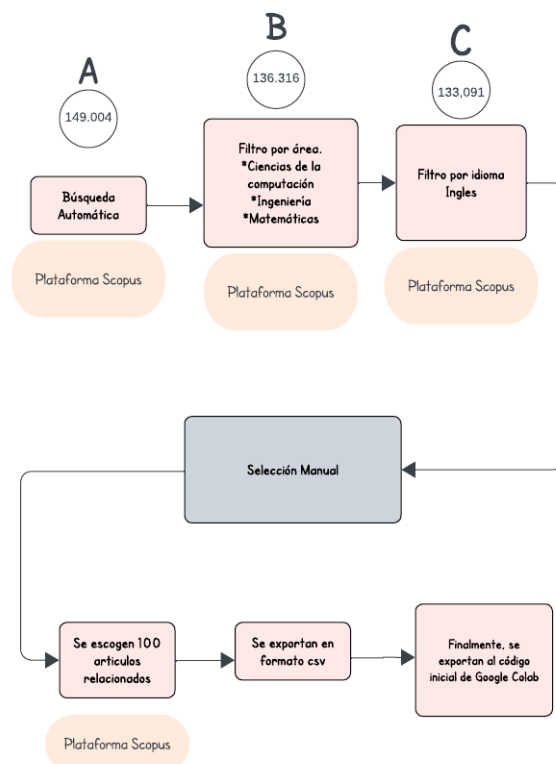 A
B
C
149.004
136.316
133,091
Búsqueda
Automática
Filtro por área.
*Ciencias de la
computación
*Ingeniería
*Matemáticas
Filtro por idioma
Ingles
Plataforma Scopus
Plataforma Scopus
Plataforma Scopus
Selección Manual
Se escogen 100
articulos
relacionados
Se exportan en
formato csv
Finalmente, se
exportan al código
inicial de Google Colab
Plataforma Scopus